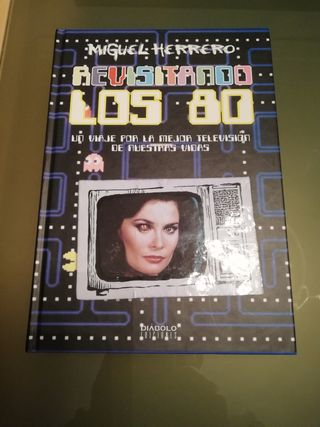 MIGUEL HERRERO
REVISITANDO
LOS 80
UN VIAJE POR LA MEJOR TELEVISIÓN
DE NUESTRAS VIDAS
DIÁBOLO
EDICIONES